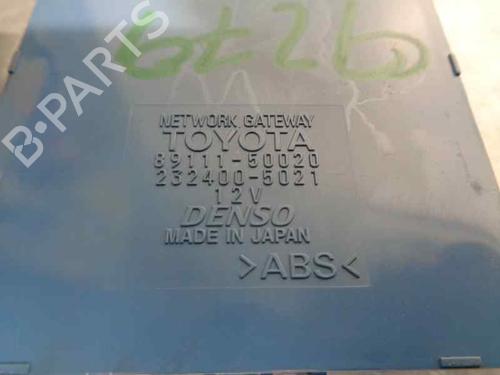 B-PARTS
NETWORK GATEWAY
TOYOTA
89111-50020
232400-5021
12V
DENSO
MADE IN JAPAN
>ABS<